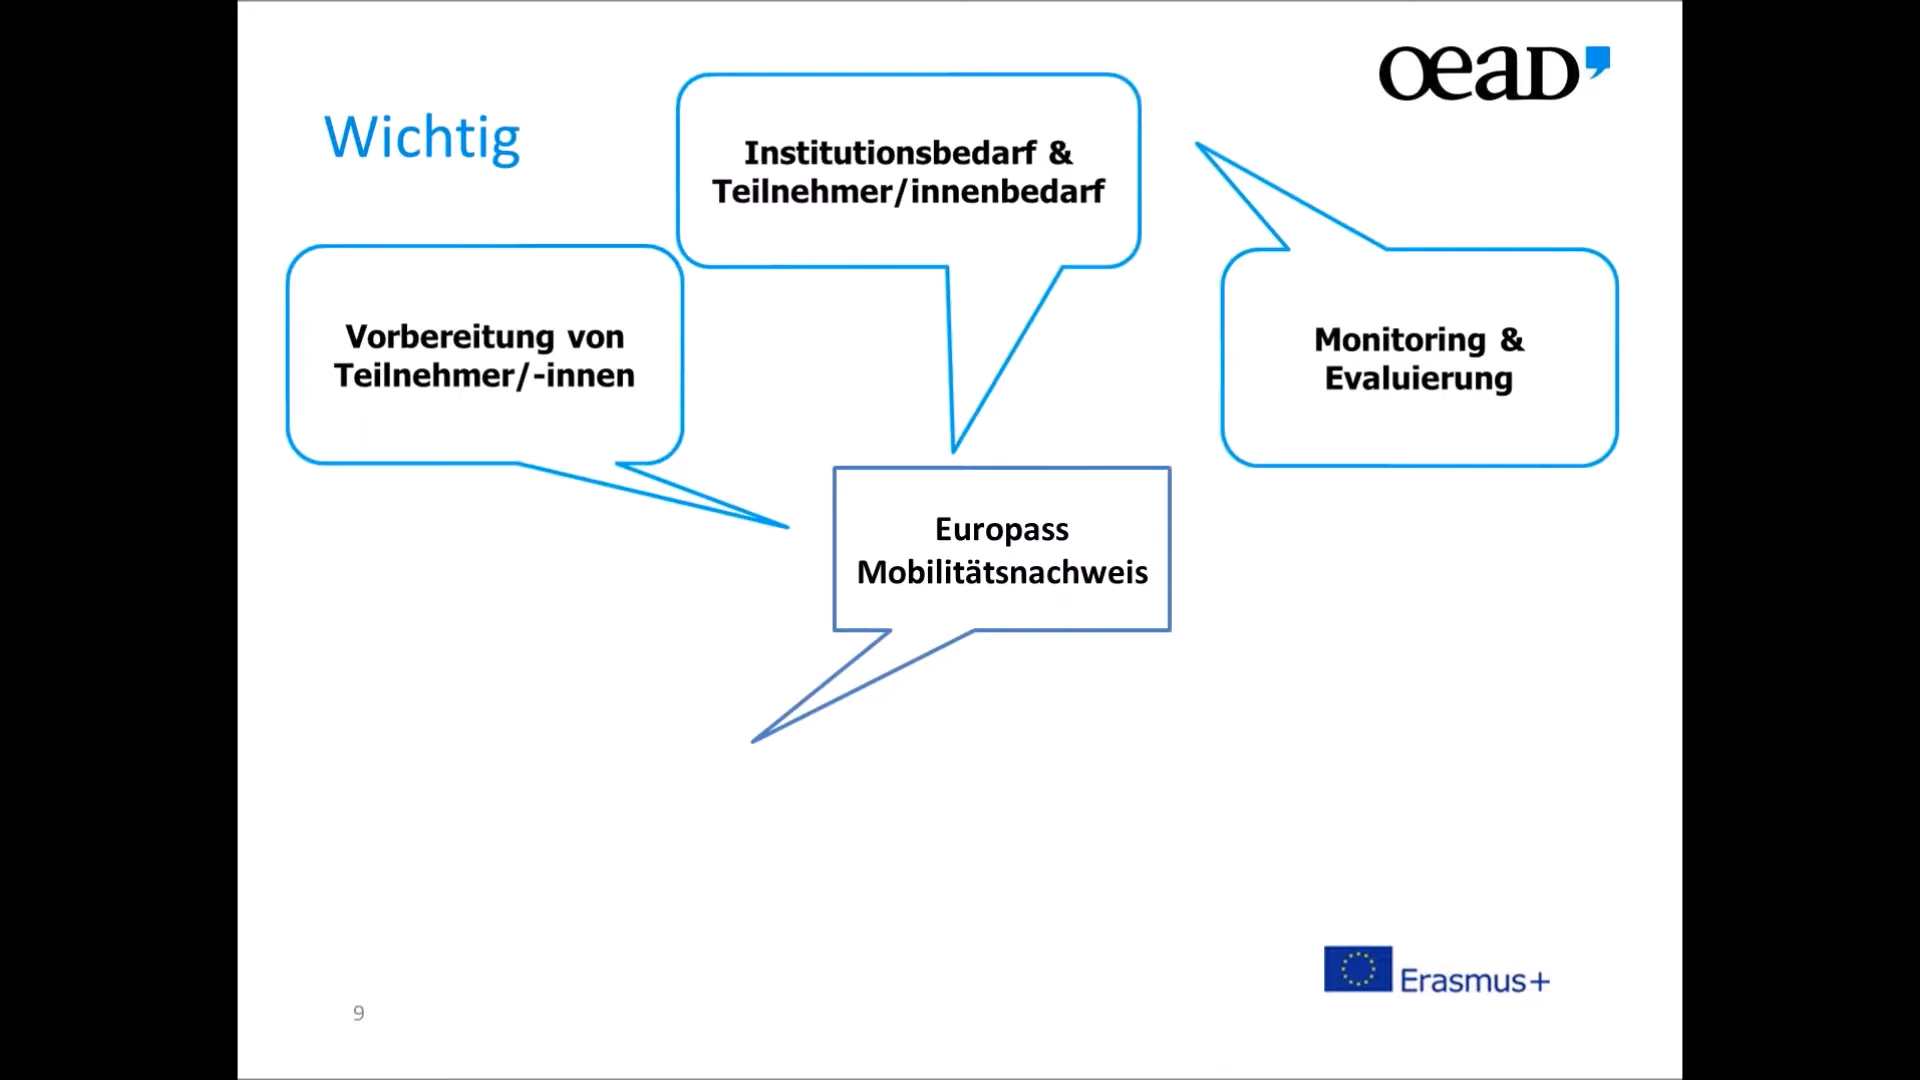 OeAD
Wichtig
Institutionsbedarf &
Teilnehmer/innenbedarf
Vorbereitung von
Teilnehmer/-innen
Monitoring &
Evaluierung
Europass
Mobilitätsnachweis
Erasmus+
9